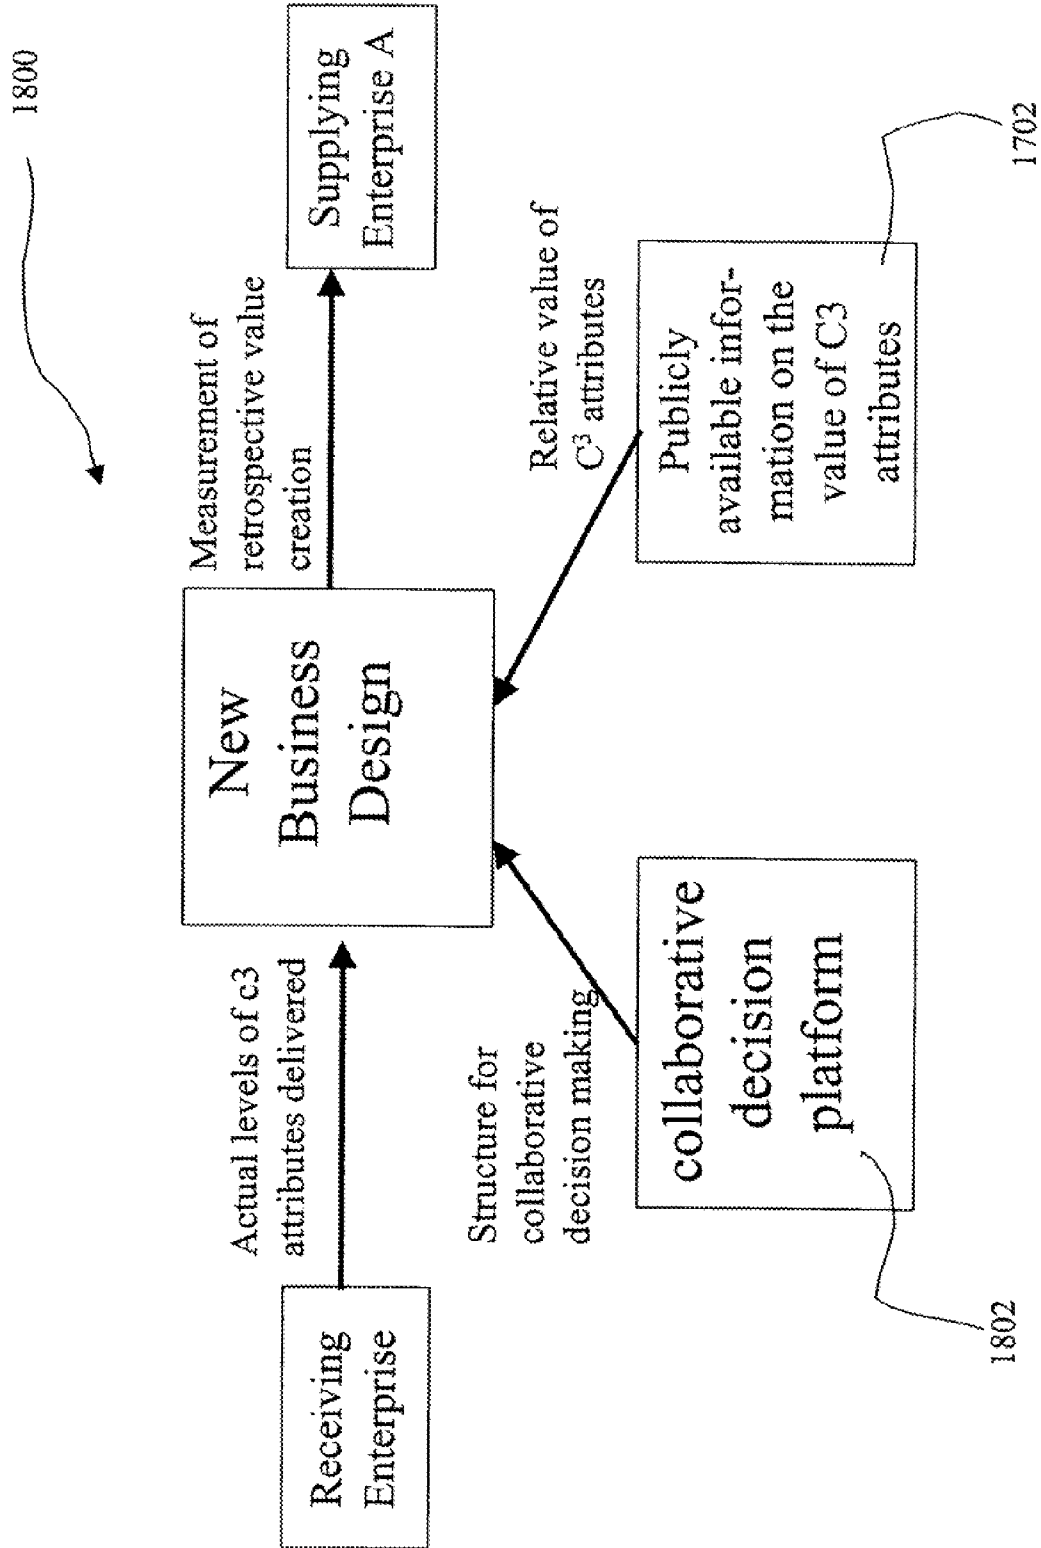 1800
Receiving
Enterprise
Actual levels of c3
attributes delivered
New
Business
Design
Measurement of
retrospective value
creation
Supplying
Enterprise A
Structure for
collaborative
decision making
Relative value of
C³ attributes
collaborative
decision
platform
Publicly
available infor-
mation on the
value of C3
attributes
1802
1702